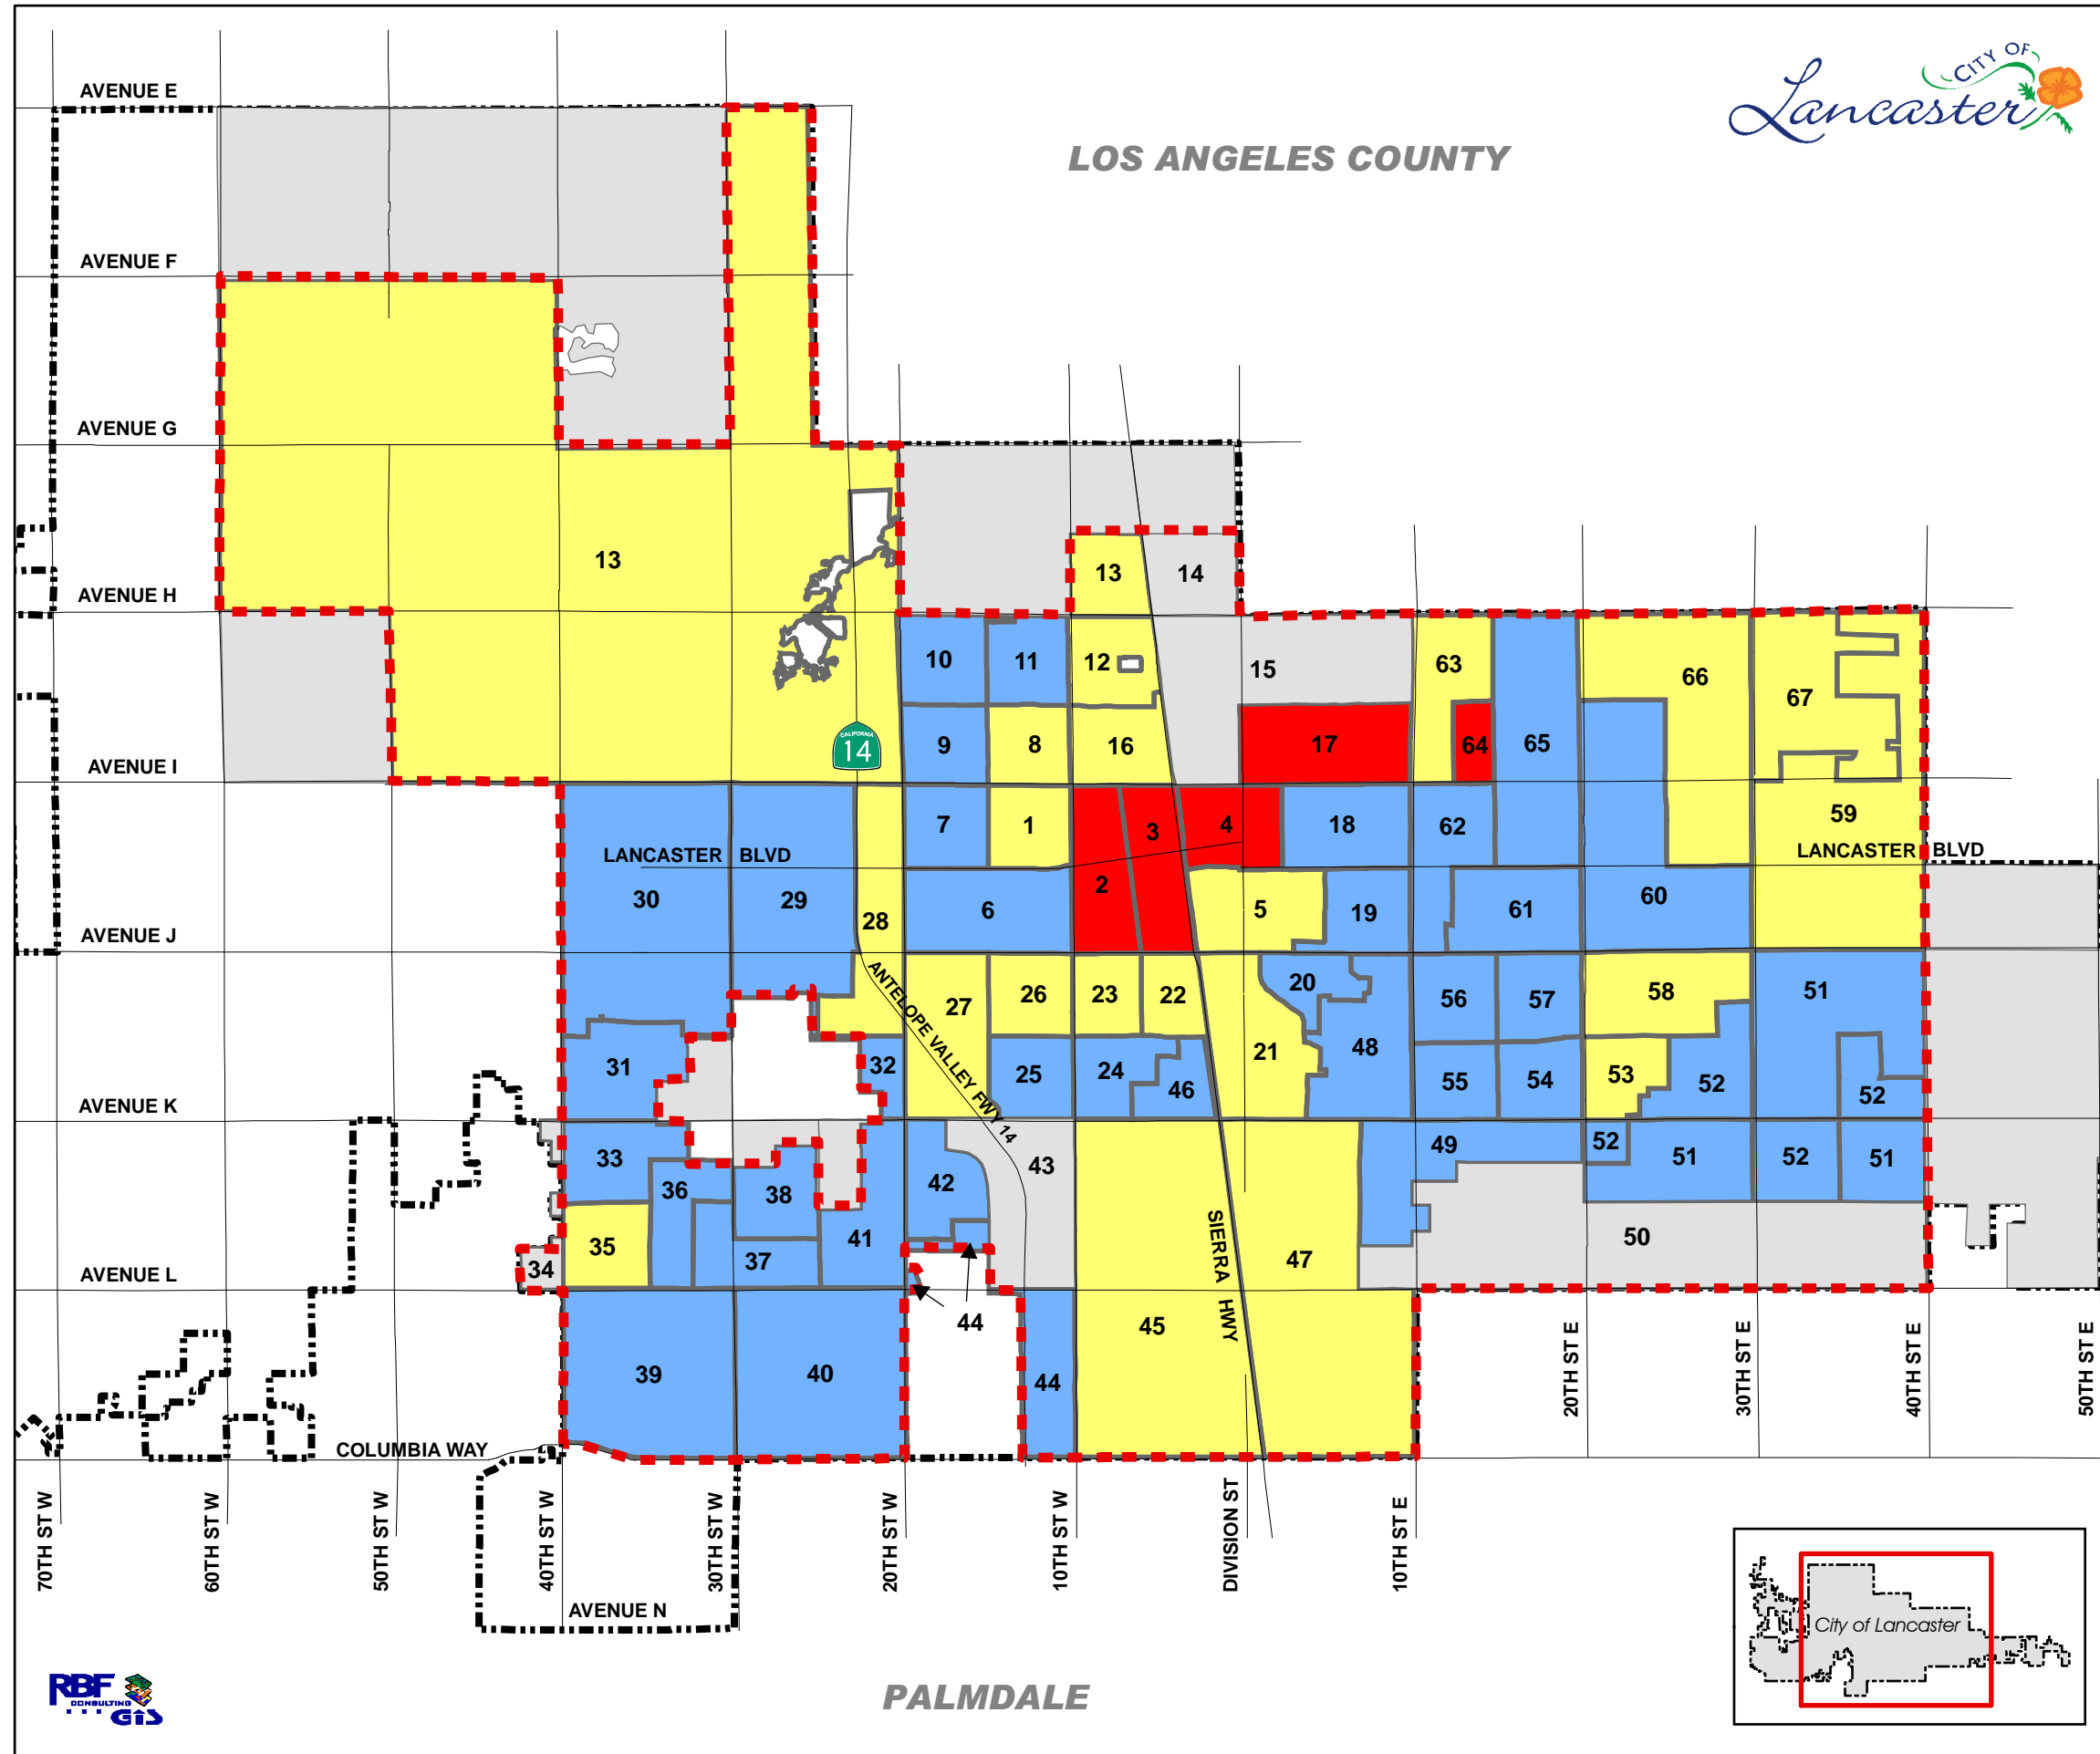 CITY OF
Lancaster
LOS ANGELES COUNTY
AVENUE E
AVENUE F
AVENUE G
AVENUE H
AVENUE I
AVENUE J
AVENUE K
AVENUE L
COLUMBIA WAY
AVENUE N
13
13
14
10
11
12
15
63
66
67
CALIFORNIA
14
9
8
16
17
64
65
7
1
3
4
18
62
59
LANCASTER BLVD
LANCASTER BLVD
30
29
28
6
2
5
19
61
60
ANTELOPE VALLEY FWY 14
27
26
23
22
20
56
57
58
51
31
32
25
24
46
21
48
55
54
53
52
52
33
36
38
42
43
49
52
51
52
51
35
34
37
41
SIERRA HWY
47
50
44
45
39
40
44
70TH ST W
60TH ST W
50TH ST W
40TH ST W
30TH ST W
20TH ST W
10TH ST W
DIVISION ST
10TH ST E
20TH ST E
30TH ST E
40TH ST E
50TH ST E
City of Lancaster
RBF
CONSULTING
GIS
PALMDALE